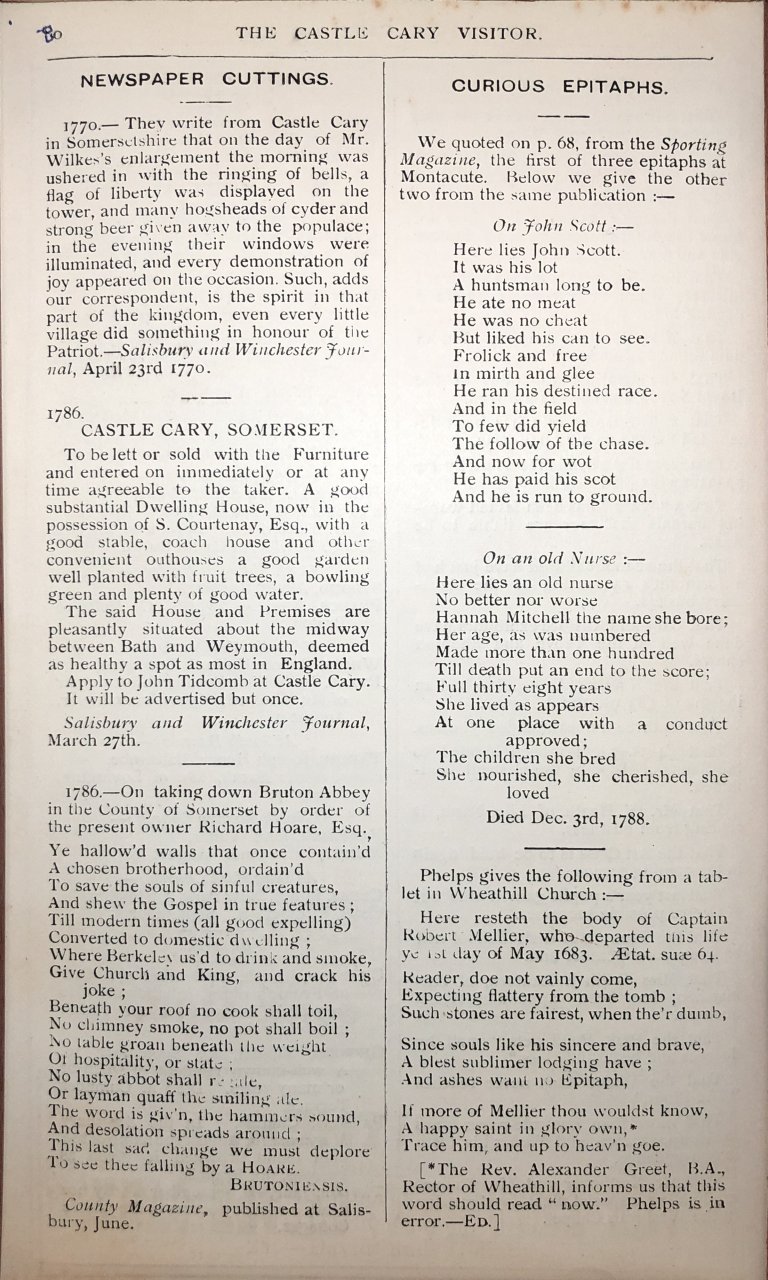 80
THE CASTLE CARY VISITOR.
NEWSPAPER CUTTINGS.
1770.— They write from Castle Cary
in Somersetshire that on the day of Mr.
Wilkes's enlargement the morning was
ushered in with the ringing of bells, a
flag of liberty was displayed on the
tower, and many hogsheads of cyder and
strong beer given away to the populace;
in the evening their windows were
illuminated, and every demonstration of
joy appeared on the occasion. Such, adds
our correspondent, is the spirit in that
part of the kingdom, even every little
village did something in honour of the
Patriot.—Salisbury and Winchester Jour-
nal, April 23rd 1770.
1786.
CASTLE CARY, SOMERSET.
To be lett or sold with the Furniture
and entered on immediately or at any
time agreeable to the taker. A good
substantial Dwelling House, now in the
possession of S. Courtenay, Esq., with a
good stable, coach house and other
convenient outhouses a good garden
well planted with fruit trees, a bowling
green and plenty of good water.
The said House and Premises are
pleasantly situated about the midway
between Bath and Weymouth, deemed
as healthy a spot as most in England.
Apply to John Tidcomb at Castle Cary.
It will be advertised but once.
Salisbury and Winchester Journal,
March 27th.
1786.—On taking down Bruton Abbey
in the County of Somerset by order of
the present owner Richard Hoare, Esq.,
Ye hallow'd walls that once contain'd
A chosen brotherhood, ordain'd
To save the souls of sinful creatures,
And shew the Gospel in true features;
Till modern times (all good expelling)
Converted to domestic dwelling;
Where Berkeley us'd to drink and smoke,
Give Church and King, and crack his
joke;
Beneath your roof no cook shall toil,
No chimney smoke, no pot shall boil;
No table groan beneath the weight
Of hospitality, or state;
No lusty abbot shall regale,
Or layman quaff the smiling ale.
The word is giv'n, the hammers sound,
And desolation spreads around;
This last sad change we must deplore
To see thee falling by a HOARE.
BRUTONIENSIS.
County Magazine, published at Salis-
bury, June.
CURIOUS EPITAPHS.
We quoted on p. 68, from the Sporting
Magazine, the first of three epitaphs at
Montacute. Below we give the other
two from the same publication :—
On John Scott :—
Here lies John Scott.
It was his lot
A huntsman long to be.
He ate no meat
He was no cheat
But liked his can to see.
Frolick and free
In mirth and glee
He ran his destined race.
And in the field
To few did yield
The follow of the chase.
And now for wot
He has paid his scot
And he is run to ground.
On an old Nurse :—
Here lies an old nurse
No better nor worse
Hannah Mitchell the name she bore;
Her age, as was numbered
Made more than one hundred
Till death put an end to the score;
Full thirty eight years
She lived as appears
At one place with a conduct
approved;
The children she bred
She nourished, she cherished, she
loved
Died Dec. 3rd, 1788.
Phelps gives the following from a tab-
let in Wheathill Church :—
Here resteth the body of Captain
Robert Mellier, who departed this life
ye 1st day of May 1683. Ætat. suæ 64.
Reader, doe not vainly come,
Expecting flattery from the tomb;
Such stones are fairest, when the'r dumb,
Since souls like his sincere and brave,
A blest sublimer lodging have;
And ashes want no Epitaph,
If more of Mellier thou wouldst know,
A happy saint in glory own,*
Trace him, and up to heav'n goe.
[*The Rev. Alexander Greet, B.A.,
Rector of Wheathill, informs us that this
word should read “ now.” Phelps is in
error.—ED.]